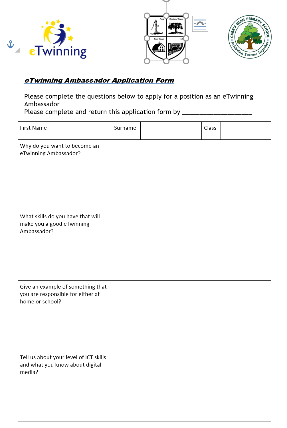 eTwinning
eTwinning Ambassador Application Form
Please complete the questions below to apply for a position as an eTwinning
Ambassador
Please complete and return this application form by ____________________
First Name
Surname
Class
Why do you want to become an
eTwinning Ambassador?
What skills do you have that will
make you a good eTwinning
Ambassador?
Give an example of something that
you are responsible for either at
home or school?
Tell us about your level of ICT skills
and what you know about digital
media?